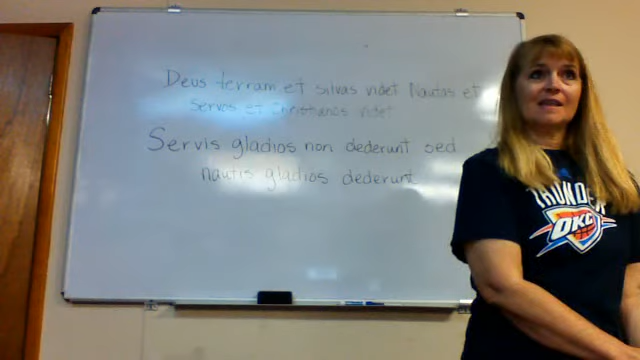 Deus terram et silvas videt Nautas et
servos et Christianos videt
Servis gladios non dederunt sed
nautis gladios dederunt
THUNDER
OKC